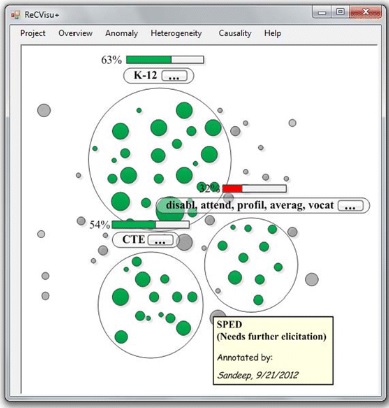 ReCVisu+
Project Overview Anomaly Heterogeneity Causality Help
63%
K-12 ...
32%
disabl, attend, profil, averag, vocat ...
54%
CTE ...
SPED
(Needs further elicitation)
Annotated by:
Sandeep, 9/21/2012